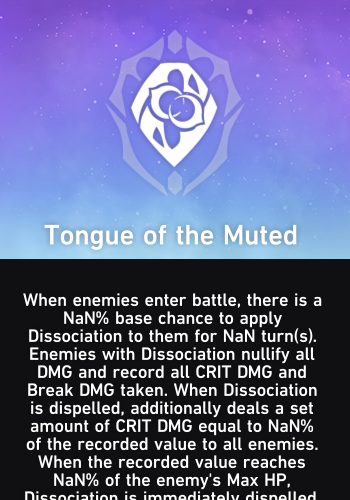 Tongue of the Muted
When enemies enter battle, there is a
NaN% base chance to apply
Dissociation to them for NaN turn(s).
Enemies with Dissociation nullify all
DMG and record all CRIT DMG and
Break DMG taken. When Dissociation
is dispelled, additionally deals a set
amount of CRIT DMG equal to NaN%
of the recorded value to all enemies.
When the recorded value reaches
NaN% of the enemy's Max HP,
Dissociation is immediately dispelled